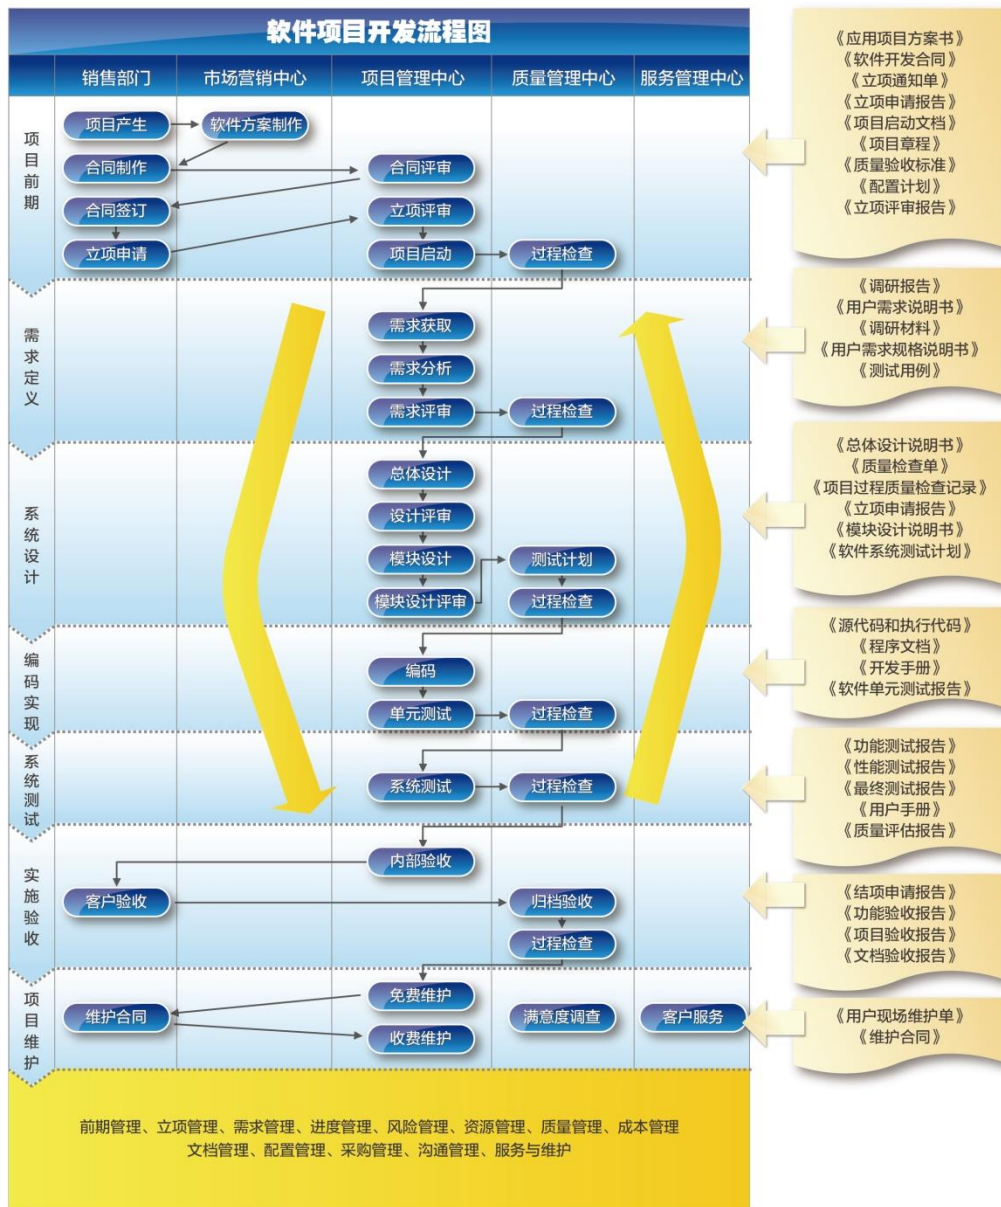 软件项目开发流程图
销售部门 市场营销中心 项目管理中心 质量管理中心 服务管理中心
项目前期
项目产生 软件方案制作
合同制作 合同评审
合同签订 立项评审
立项申请 项目启动 过程检查
需求定义
需求获取
需求分析
需求评审 过程检查
系统设计
总体设计
设计评审
模块设计 测试计划
模块设计评审 过程检查
编码实现
编码
单元测试 过程检查
系统测试
系统测试 过程检查
实施验收
内部验收
客户验收 归档验收
过程检查
项目维护
免费维护
维护合同 满意度调查 客户服务
收费维护
前期管理、立项管理、需求管理、进度管理、风险管理、资源管理、质量管理、成本管理
文档管理、配置管理、采购管理、沟通管理、服务与维护
《应用项目方案书》
《软件开发合同》
《立项通知单》
《立项申请报告》
《项目启动文档》
《项目章程》
《质量验收标准》
《配置计划》
《立项评审报告》
《调研报告》
《用户需求说明书》
《调研材料》
《用户需求规格说明书》
《测试用例》
《总体设计说明书》
《质量检查单》
《项目过程质量检查记录》
《立项申请报告》
《模块设计说明书》
《软件系统测试计划》
《源代码和执行代码》
《程序文档》
《开发手册》
《软件单元测试报告》
《功能测试报告》
《性能测试报告》
《最终测试报告》
《用户手册》
《质量评估报告》
《结项申请报告》
《功能验收报告》
《项目验收报告》
《文档验收报告》
《用户现场维护单》
《维护合同》